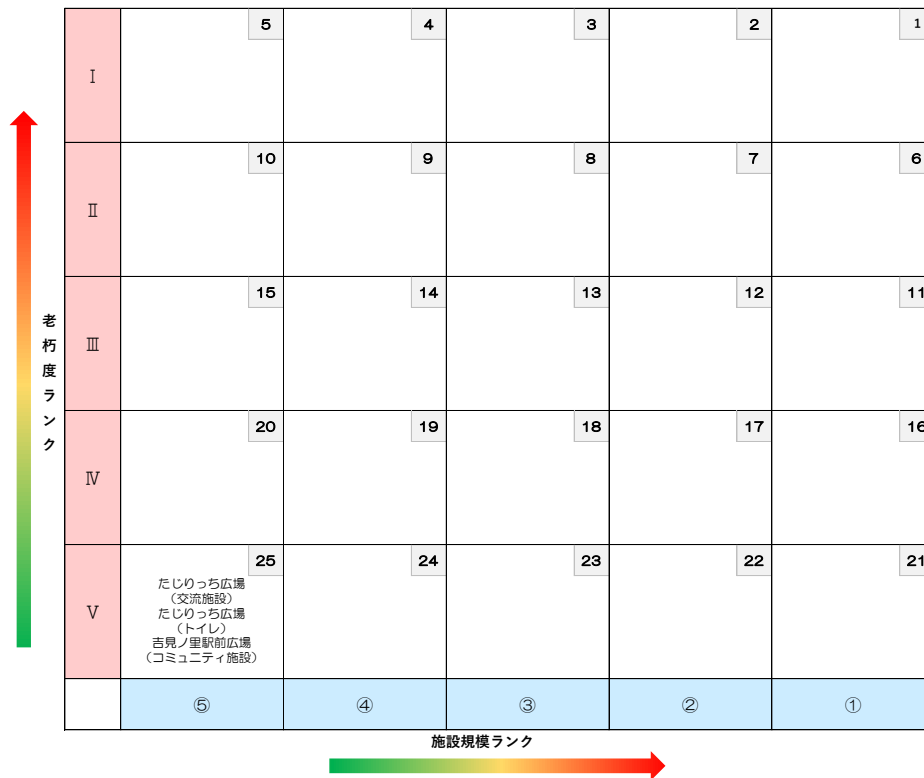 5 4 3 2 1
Ⅰ
10 9 8 7 6
Ⅱ
15 14 13 12 11
Ⅲ
老朽度ランク
20 19 18 17 16
Ⅳ
25 24 23 22 21
たじりっち広場
（交流施設）
たじりっち広場
（トイレ）
吉見ノ里駅前広場
（コミュニティ施設）
Ⅴ
⑤ ④ ③ ② ①
施設規模ランク